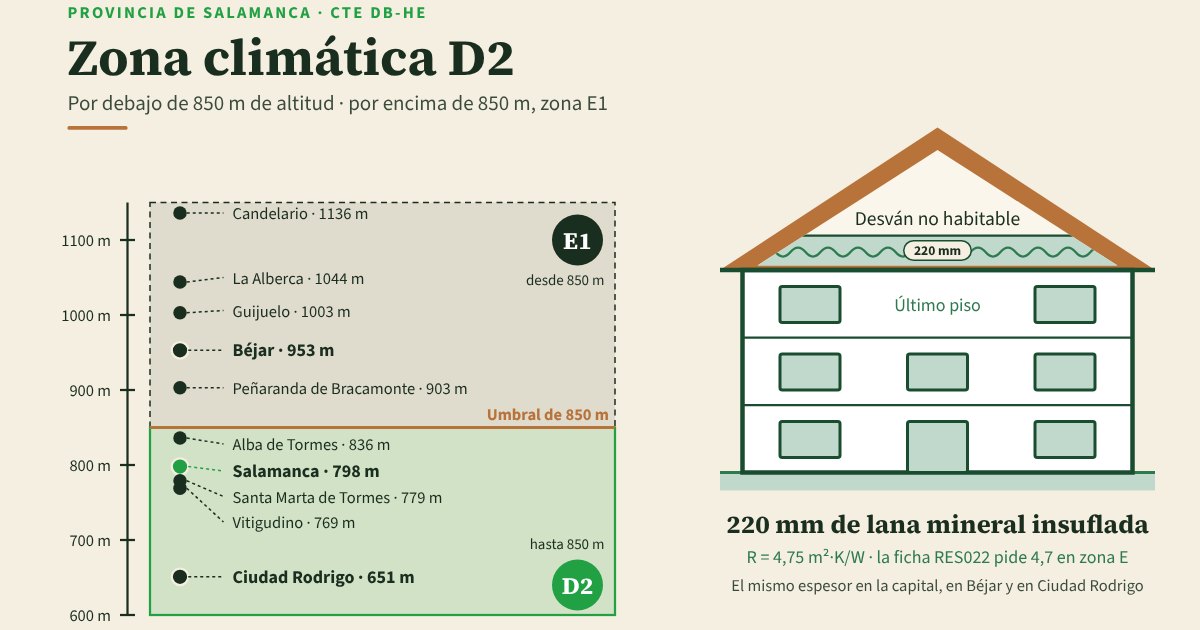 PROVINCIA DE SALAMANCA · CTE DB-HE
Zona climática D2
Por debajo de 850 m de altitud · por encima de 850 m, zona E1
1100 m
1000 m
900 m
800 m
700 m
600 m
Candelario · 1136 m
La Alberca · 1044 m
Guijuelo · 1003 m
Béjar · 953 m
Peñaranda de Bracamonte · 903 m
E1
desde 850 m
Umbral de 850 m
Alba de Tormes · 836 m
Salamanca · 798 m
Santa Marta de Tormes · 779 m
Vitigudino · 769 m
Ciudad Rodrigo · 651 m
hasta 850 m
D2
Desván no habitable
220 mm
Último piso
220 mm de lana mineral insuflada
R = 4,75 m²·K/W · la ficha RES022 pide 4,7 en zona E
El mismo espesor en la capital, en Béjar y en Ciudad Rodrigo